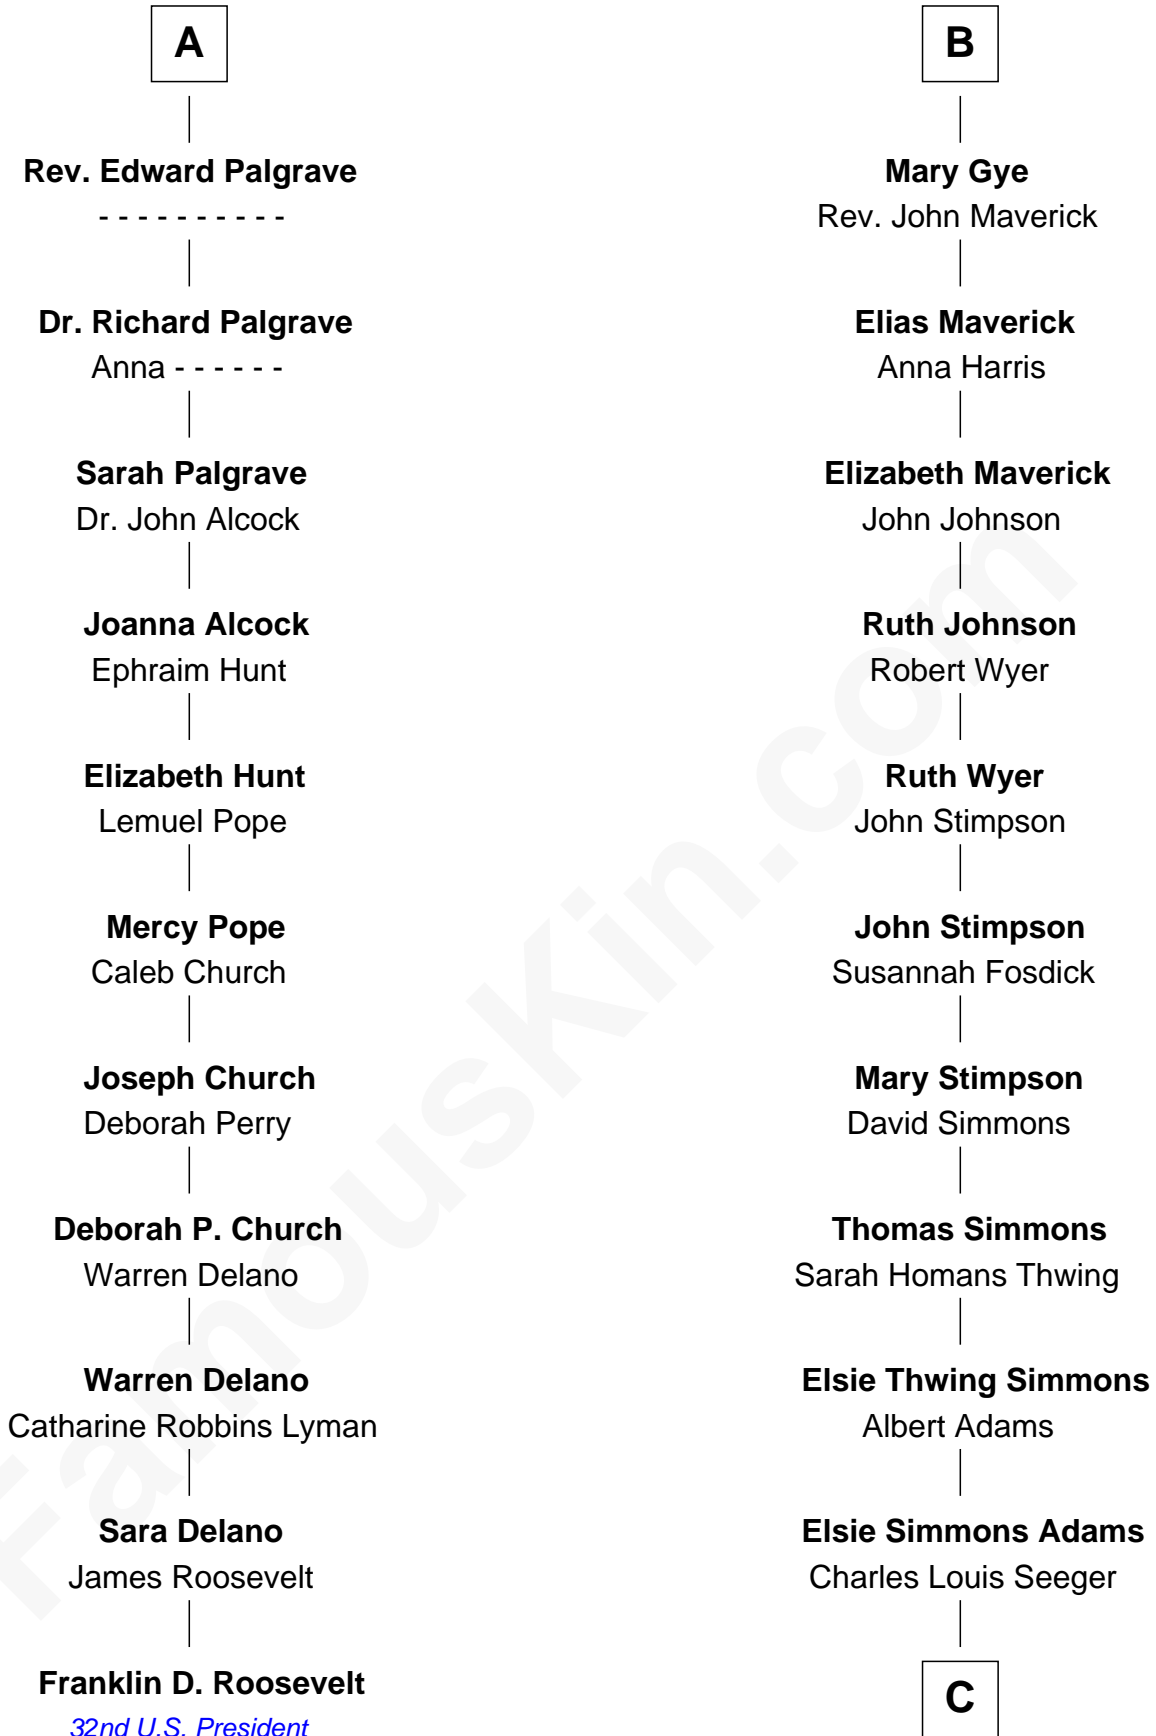 A
Rev. Edward Palgrave
- - - - - - - - - -
Dr. Richard Palgrave
Anna - - - - - -
Sarah Palgrave
Dr. John Alcock
Joanna Alcock
Ephraim Hunt
Elizabeth Hunt
Lemuel Pope
Mercy Pope
Caleb Church
Joseph Church
Deborah Perry
Deborah P. Church
Warren Delano
Warren Delano
Catharine Robbins Lyman
Sara Delano
James Roosevelt
Franklin D. Roosevelt
32nd U.S. President
B
Mary Gye
Rev. John Maverick
Elias Maverick
Anna Harris
Elizabeth Maverick
John Johnson
Ruth Johnson
Robert Wyer
Ruth Wyer
John Stimpson
John Stimpson
Susannah Fosdick
Mary Stimpson
David Simmons
Thomas Simmons
Sarah Homans Thwing
Elsie Thwing Simmons
Albert Adams
Elsie Simmons Adams
Charles Louis Seeger
C
FamousKin.com